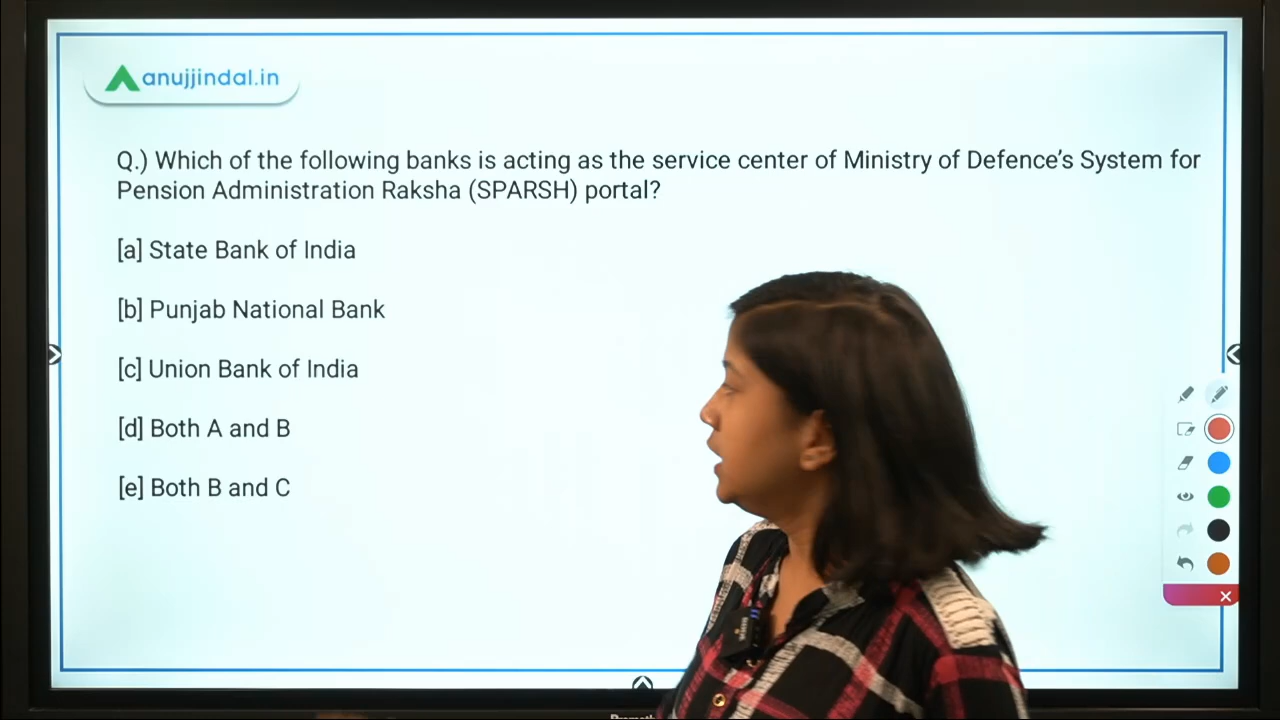 anujjindal.in
Q.) Which of the following banks is acting as the service center of Ministry of Defence’s System for
Pension Administration Raksha (SPARSH) portal?
[a] State Bank of India
[b] Punjab National Bank
[c] Union Bank of India
[d] Both A and B
[e] Both B and C